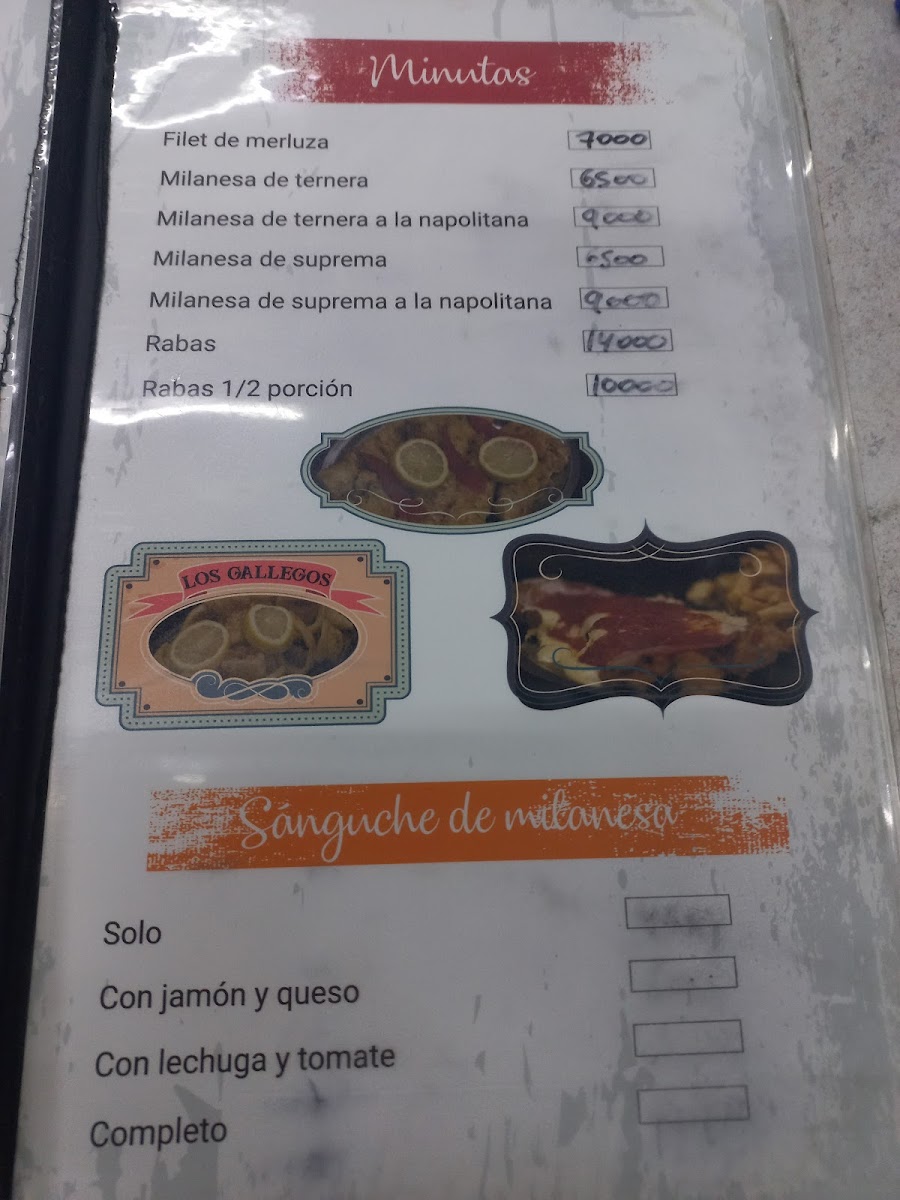 Minutas
Filet de merluza 7000
Milanesa de ternera 6500
Milanesa de ternera a la napolitana 9000
Milanesa de suprema 6500
Milanesa de suprema a la napolitana 9000
Rabas 14000
Rabas 1/2 porción 10000
LOS GALLEGOS
Sánguche de milanesa
Solo
Con jamón y queso
Con lechuga y tomate
Completo